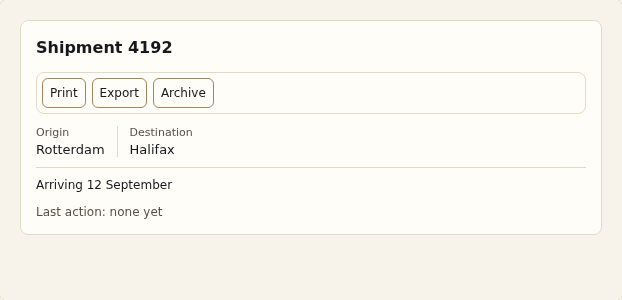 Shipment 4192
Print Export Archive
Origin Destination
Rotterdam Halifax
Arriving 12 September
Last action: none yet